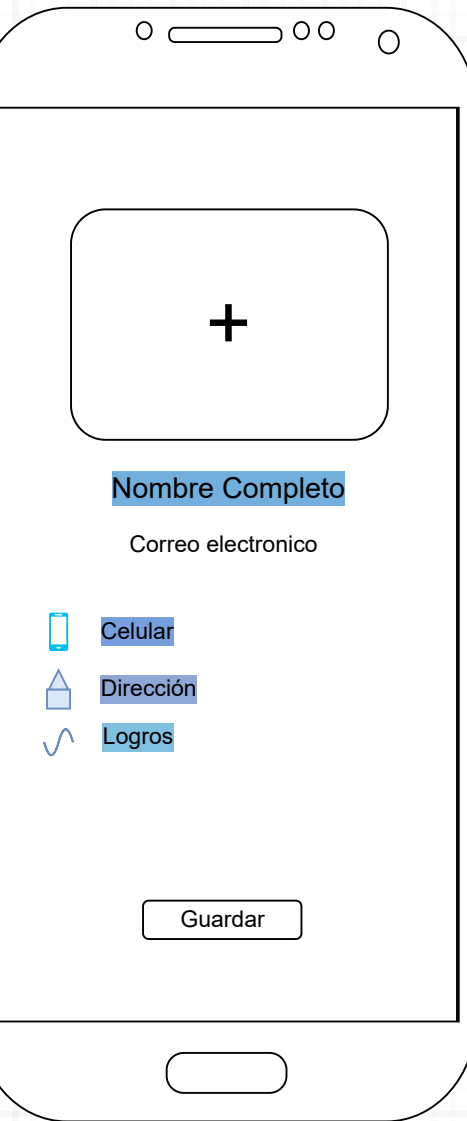 +
Nombre Completo
Correo electronico
Celular
Dirección
Logros
Guardar